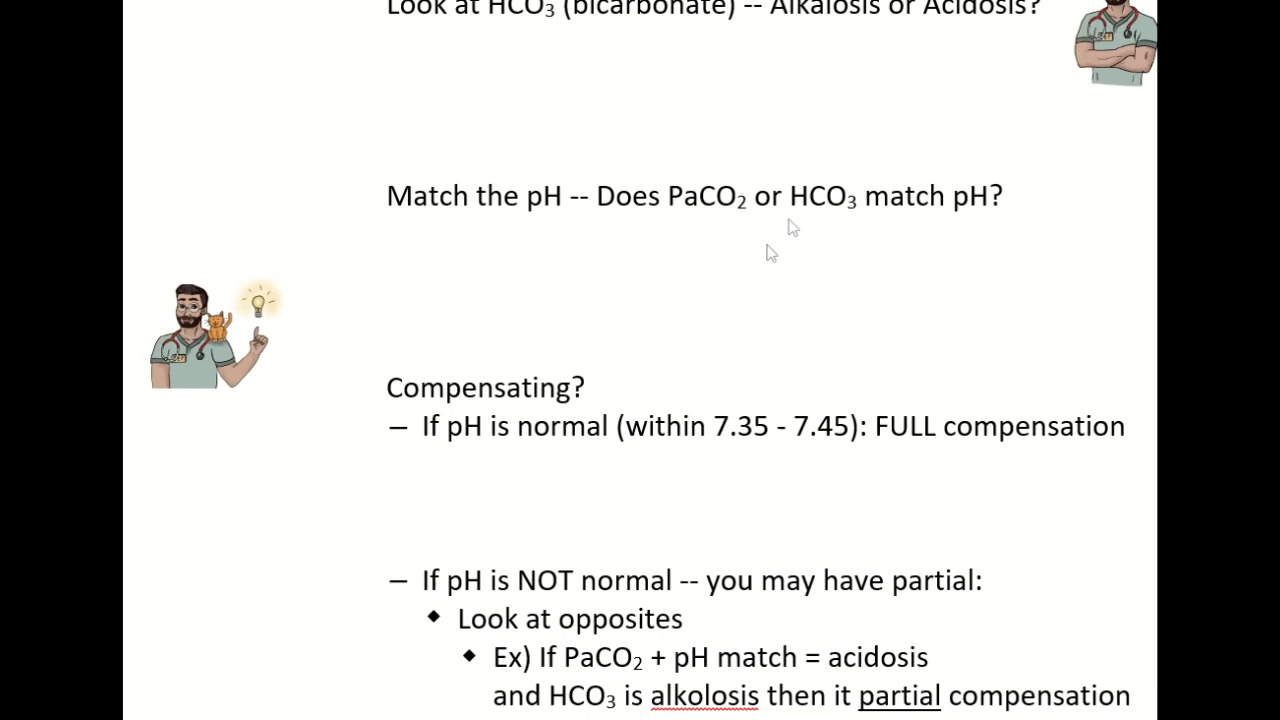 Look at HCO₃ (bicarbonate) -- Alkalosis or Acidosis?
Match the pH -- Does PaCO₂ or HCO₃ match pH?
Compensating?
– If pH is normal (within 7.35 - 7.45): FULL compensation
– If pH is NOT normal -- you may have partial:
◆ Look at opposites
◆ Ex) If PaCO₂ + pH match = acidosis
and HCO₃ is alkolosis then it partial compensation